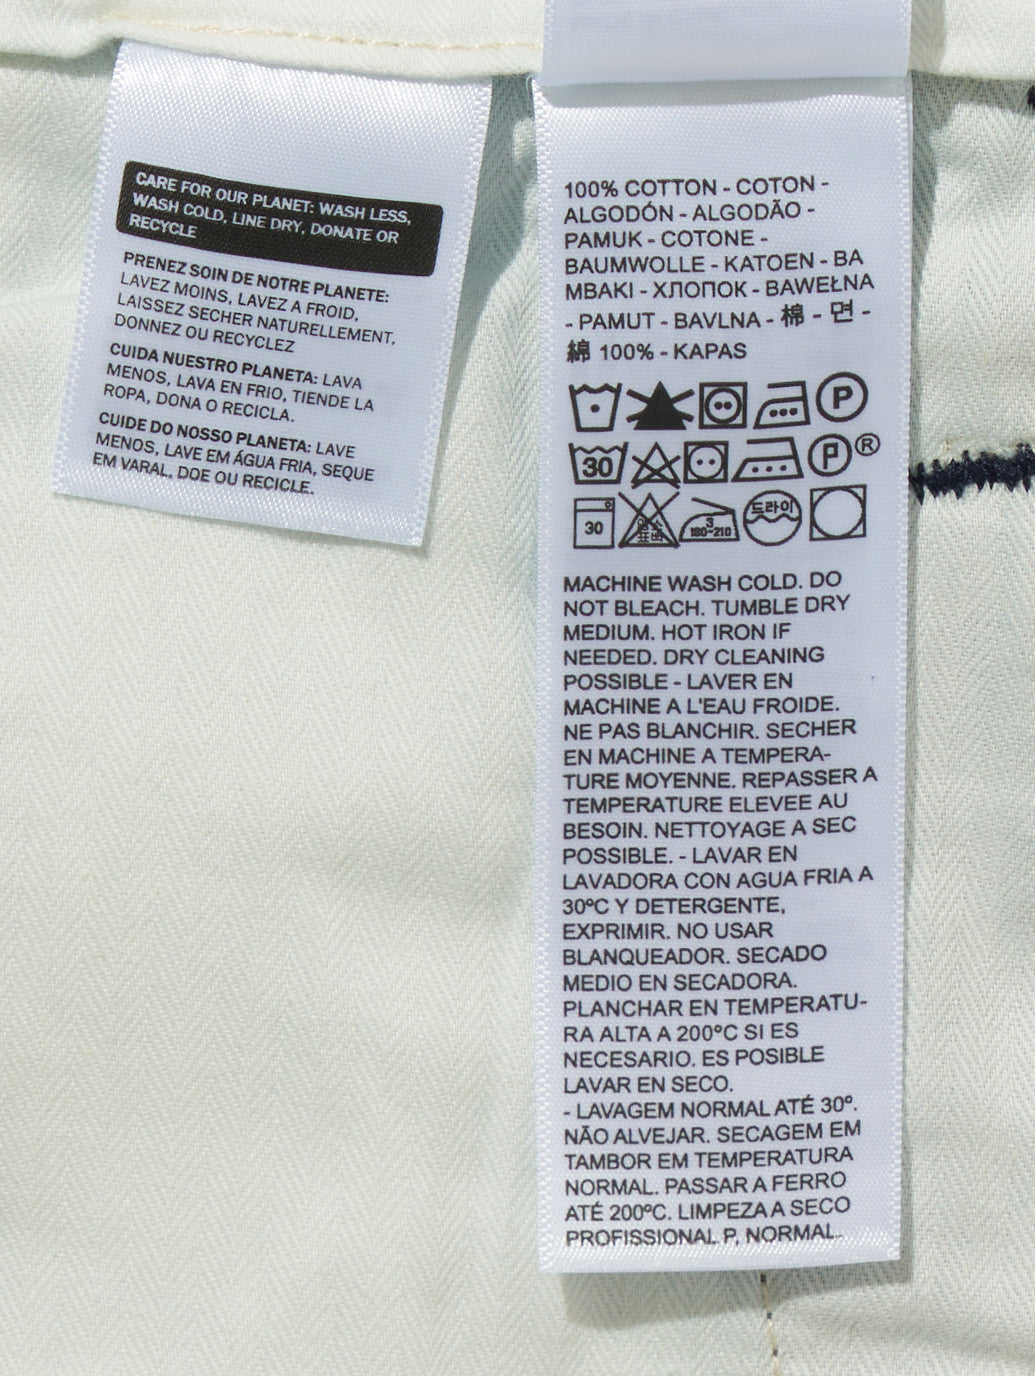 CARE FOR OUR PLANET: WASH LESS,
WASH COLD, LINE DRY, DONATE OR
RECYCLE
PRENEZ SOIN DE NOTRE PLANETE:
LAVEZ MOINS, LAVEZ A FROID,
LAISSEZ SECHER NATURELLEMENT,
DONNEZ OU RECYCLEZ
CUIDA NUESTRO PLANETA: LAVA
MENOS, LAVA EN FRIO, TIENDE LA
ROPA, DONA O RECICLA.
CUIDE DO NOSSO PLANETA: LAVE
MENOS, LAVE EM ÁGUA FRIA, SEQUE
EM VARAL, DOE OU RECICLE.
100% COTTON - COTON -
ALGODÓN - ALGODÃO -
PAMUK - COTONE -
BAUMWOLLE - KATOEN - ΒΑ
ΜΒΑΚΙ - ХЛОПОК - BAWEŁNA
- PAMUT - BAVLNA - 棉 - 면 -
綿 100% - KAPAS
P
30 P ®
30 3 180~210 드라이
MACHINE WASH COLD. DO
NOT BLEACH. TUMBLE DRY
MEDIUM. HOT IRON IF
NEEDED. DRY CLEANING
POSSIBLE - LAVER EN
MACHINE A L'EAU FROIDE.
NE PAS BLANCHIR. SECHER
EN MACHINE A TEMPERA-
TURE MOYENNE. REPASSER A
TEMPERATURE ELEVEE AU
BESOIN. NETTOYAGE A SEC
POSSIBLE. - LAVAR EN
LAVADORA CON AGUA FRIA A
30ºC Y DETERGENTE,
EXPRIMIR. NO USAR
BLANQUEADOR. SECADO
MEDIO EN SECADORA.
PLANCHAR EN TEMPERATU-
RA ALTA A 200ºC SI ES
NECESARIO. ES POSIBLE
LAVAR EN SECO.
- LAVAGEM NORMAL ATÉ 30º.
NÃO ALVEJAR. SECAGEM EM
TAMBOR EM TEMPERATURA
NORMAL. PASSAR A FERRO
ATÉ 200ºC. LIMPEZA A SECO
PROFISSIONAL P, NORMAL.